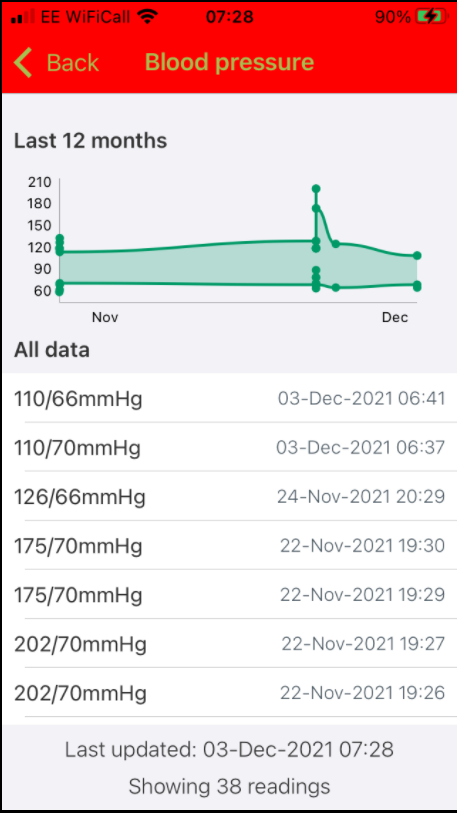 EE WiFiCall 07:28 90%
Back Blood pressure
Last 12 months
210
180
150
120
90
60
Nov Dec
All data
110/66mmHg 03-Dec-2021 06:41
110/70mmHg 03-Dec-2021 06:37
126/66mmHg 24-Nov-2021 20:29
175/70mmHg 22-Nov-2021 19:30
175/70mmHg 22-Nov-2021 19:29
202/70mmHg 22-Nov-2021 19:27
202/70mmHg 22-Nov-2021 19:26
Last updated: 03-Dec-2021 07:28
Showing 38 readings